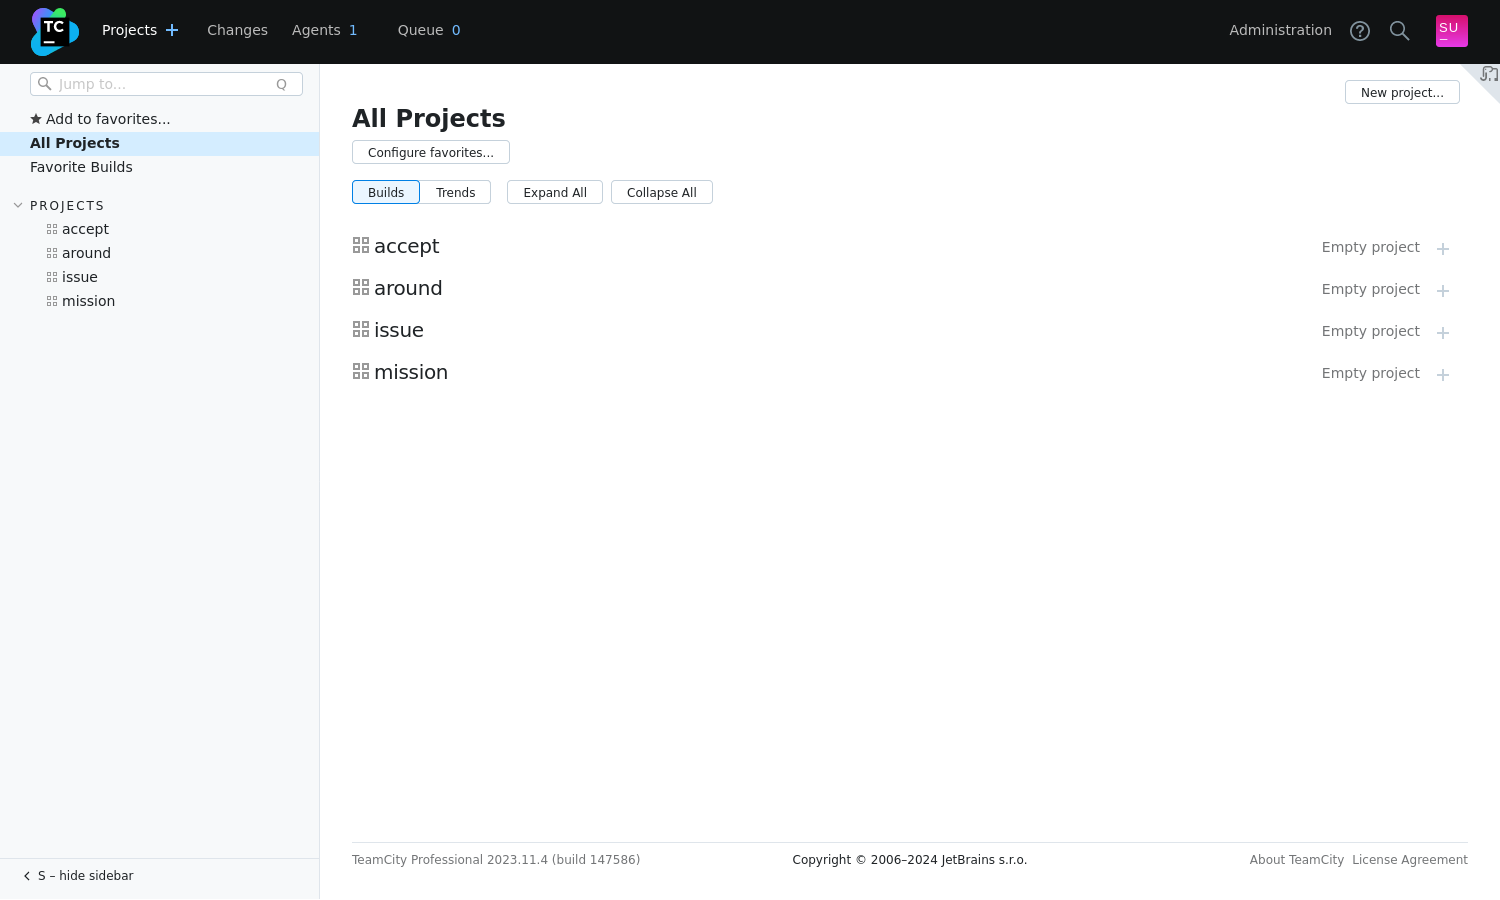 TC
Projects
Changes
Agents 1
Queue 0
Administration
SU
Jump to...
Q
Add to favorites...
All Projects
Favorite Builds
PROJECTS
accept
around
issue
mission
S – hide sidebar
New project...
All Projects
Configure favorites...
Builds
Trends
Expand All
Collapse All
accept
Empty project
around
Empty project
issue
Empty project
mission
Empty project
TeamCity Professional 2023.11.4 (build 147586)
Copyright © 2006–2024 JetBrains s.r.o.
About TeamCity
License Agreement